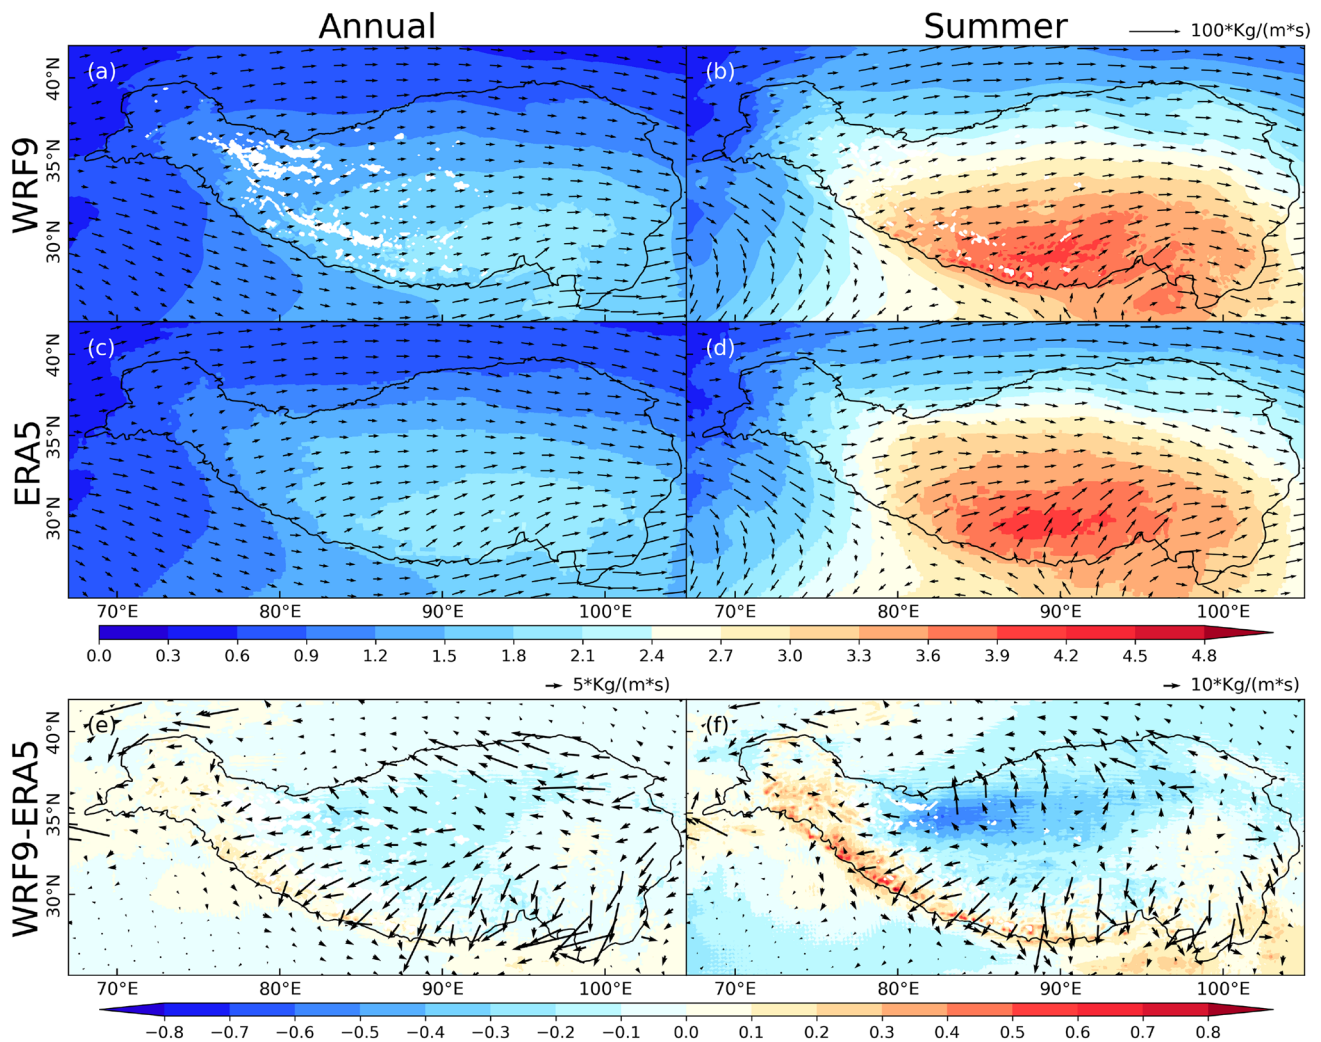 Annual Summer 100*Kg/(m*s)
WRF9
(a) (b)
40°N
35°N
30°N
ERA5
(c) (d)
40°N
35°N
30°N
70°E 80°E 90°E 100°E 70°E 80°E 90°E 100°E
0.0 0.3 0.6 0.9 1.2 1.5 1.8 2.1 2.4 2.7 3.0 3.3 3.6 3.9 4.2 4.5 4.8
5*Kg/(m*s) 10*Kg/(m*s)
WRF9-ERA5
(e) (f)
40°N
35°N
30°N
70°E 80°E 90°E 100°E 70°E 80°E 90°E 100°E
−0.8 −0.7 −0.6 −0.5 −0.4 −0.3 −0.2 −0.1 0.0 0.1 0.2 0.3 0.4 0.5 0.6 0.7 0.8